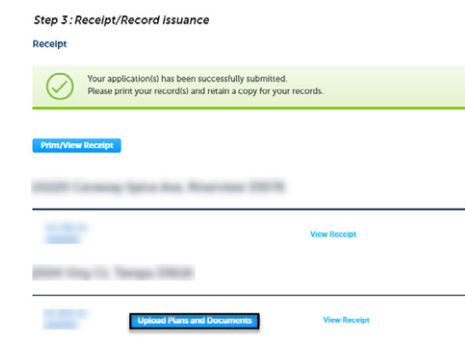 Step 3: Receipt/Record issuance
Receipt
Your application(s) has been successfully submitted.
Please print your record(s) and retain a copy for your records.
Print/View Receipt
View Receipt
Upload Plans and Documents
View Receipt